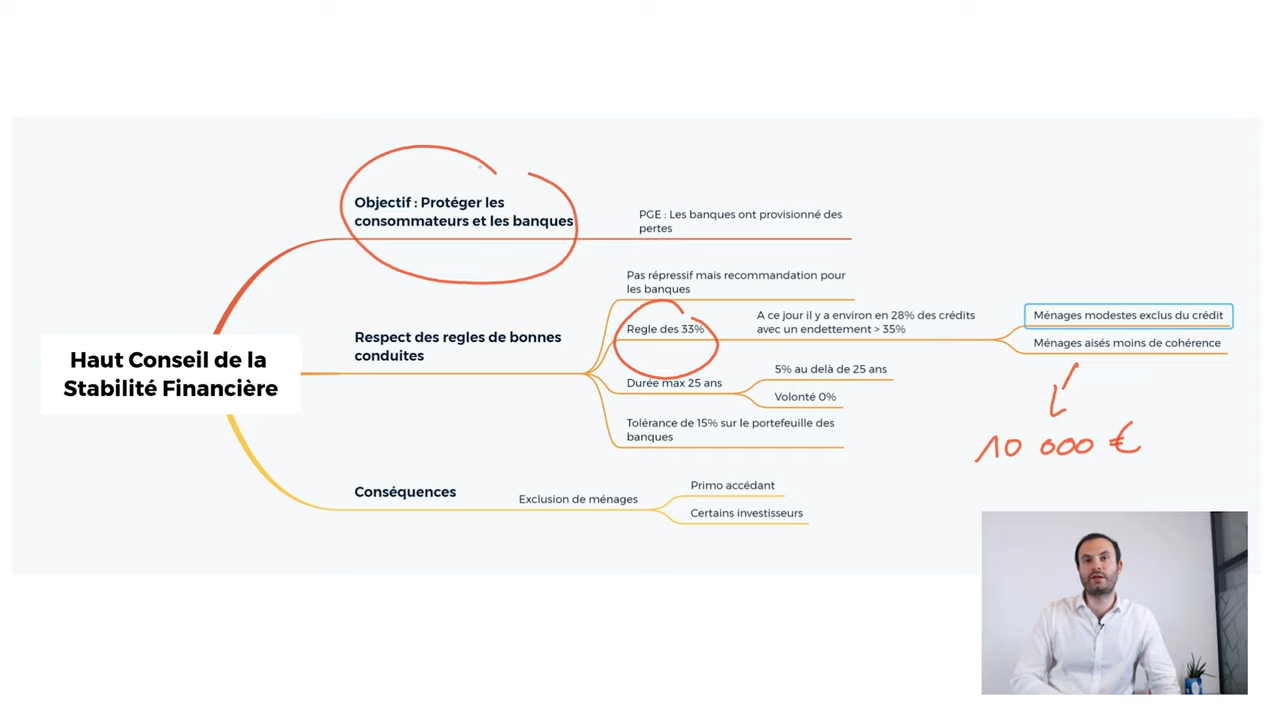 Haut Conseil de la
Stabilité Financière
Objectif : Protéger les
consommateurs et les banques
PGE : Les banques ont provisionné des
pertes
Respect des regles de bonnes
conduites
Pas répressif mais recommandation pour
les banques
Regle des 33%
A ce jour il y a environ en 28% des crédits
avec un endettement > 35%
Ménages modestes exclus du crédit
Ménages aisés moins de cohérence
10 000 €
Durée max 25 ans
5% au delà de 25 ans
Volonté 0%
Tolérance de 15% sur le portefeuille des
banques
Conséquences
Exclusion de ménages
Primo accédant
Certains investisseurs